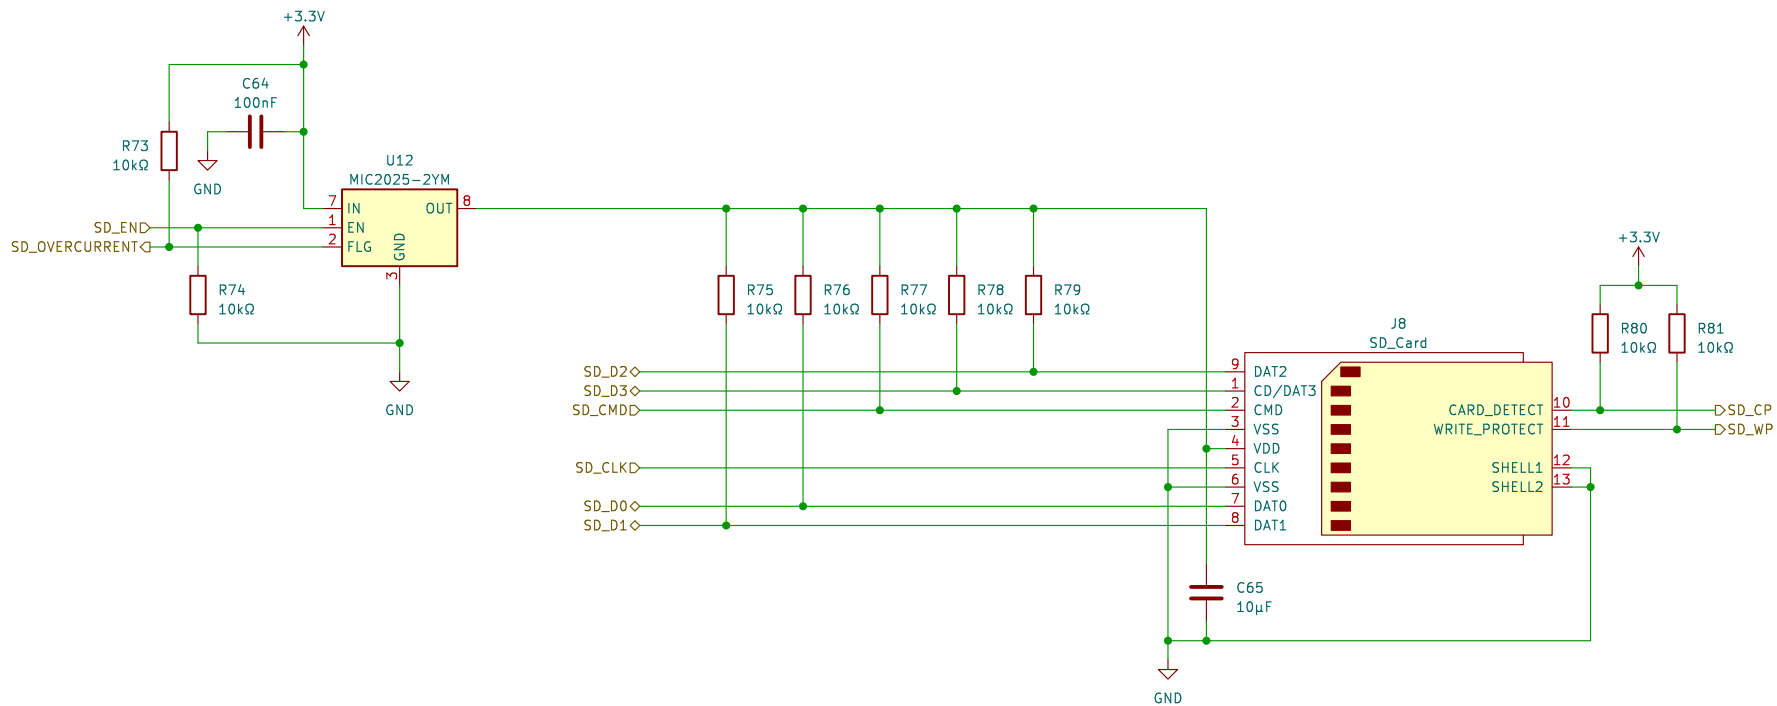 +3.3V
C64
100nF
R73
10kΩ
GND
U12
MIC2025-2YM
7 IN
OUT 8
SD_EN
1 EN
SD_OVERCURRENT
2 FLG
GND
3
R74
10kΩ
GND
R75
10kΩ
R76
10kΩ
R77
10kΩ
R78
10kΩ
R79
10kΩ
+3.3V
R80
10kΩ
R81
10kΩ
J8
SD_Card
SD_D2
9 DAT2
SD_D3
1 CD/DAT3
SD_CMD
2 CMD
3 VSS
4 VDD
SD_CLK
5 CLK
6 VSS
SD_D0
7 DAT0
SD_D1
8 DAT1
CARD_DETECT 10
SD_CP
WRITE_PROTECT 11
SD_WP
SHELL1 12
SHELL2 13
C65
10µF
GND